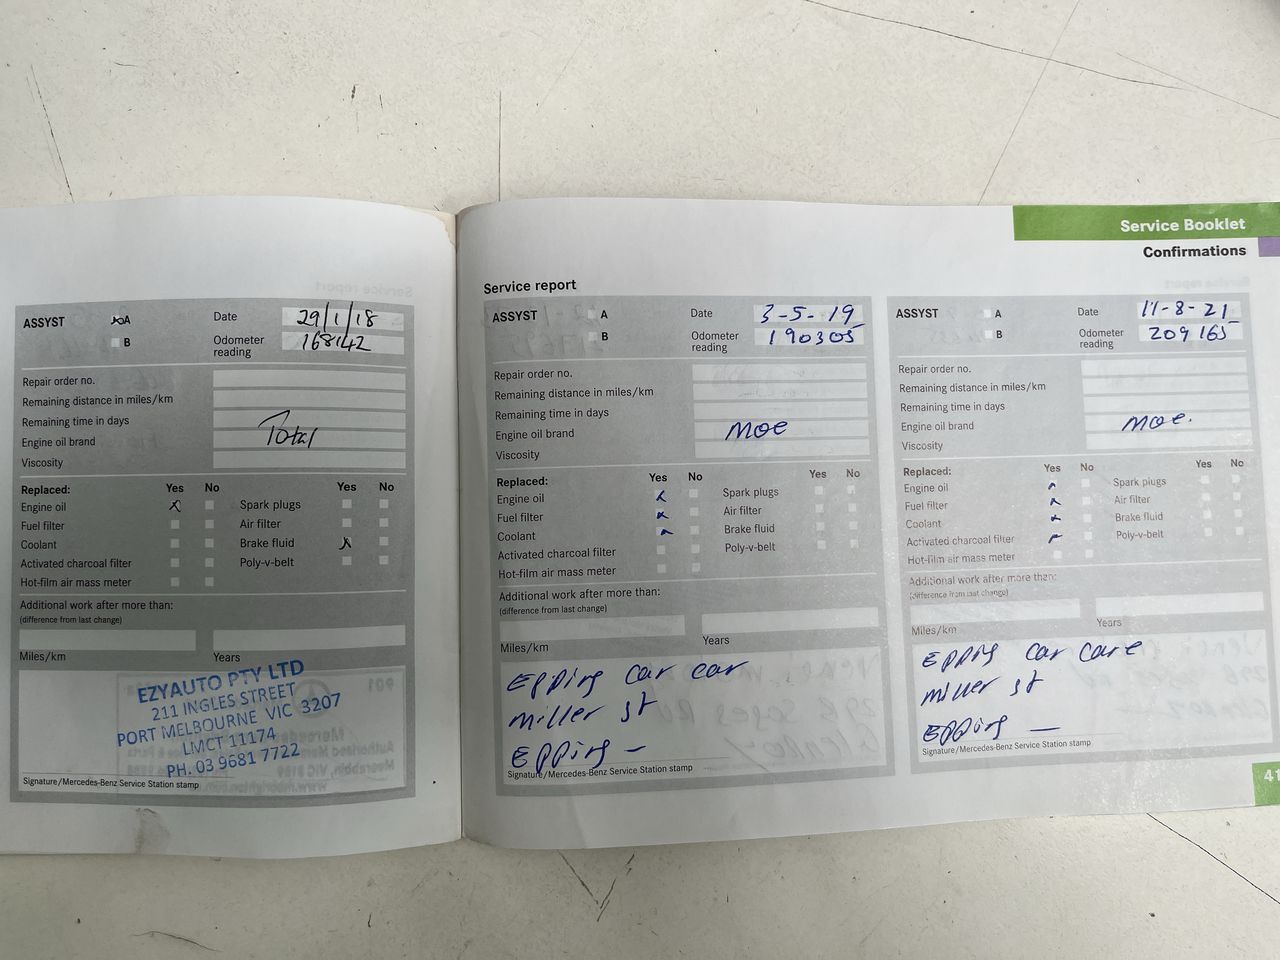 Service Booklet
Confirmations
ASSYST A
B
Date 29/1/18
Odometer reading 168142
Repair order no.
Remaining distance in miles/km
Remaining time in days
Engine oil brand Total
Viscosity
Replaced: Yes No Yes No
Engine oil Spark plugs
Fuel filter Air filter
Coolant Brake fluid
Activated charcoal filter Poly-v-belt
Hot-film air mass meter
Additional work after more than:
(difference from last change)
Miles/km Years
EZYAUTO PTY LTD
211 INGLES STREET
PORT MELBOURNE VIC 3207
LMCT 11174
PH. 03 9681 7722
Signature/Mercedes-Benz Service Station stamp
Service report
ASSYST A
B
Date 3-5-19
Odometer reading 190305
Repair order no.
Remaining distance in miles/km
Remaining time in days
Engine oil brand MOE
Viscosity
Replaced: Yes No Yes No
Engine oil Spark plugs
Fuel filter Air filter
Coolant Brake fluid
Activated charcoal filter Poly-v-belt
Hot-film air mass meter
Additional work after more than:
(difference from last change)
Miles/km Years
Epping car car
miller st
Epping -
Signature/Mercedes-Benz Service Station stamp
ASSYST A
B
Date 11-8-21
Odometer reading 209165
Repair order no.
Remaining distance in miles/km
Remaining time in days
Engine oil brand MOE.
Viscosity
Replaced: Yes No Yes No
Engine oil Spark plugs
Fuel filter Air filter
Coolant Brake fluid
Activated charcoal filter Poly-v-belt
Hot-film air mass meter
Additional work after more than:
(difference from last change)
Miles/km Years
Epping car care
miller st
Epping -
Signature/Mercedes-Benz Service Station stamp
41